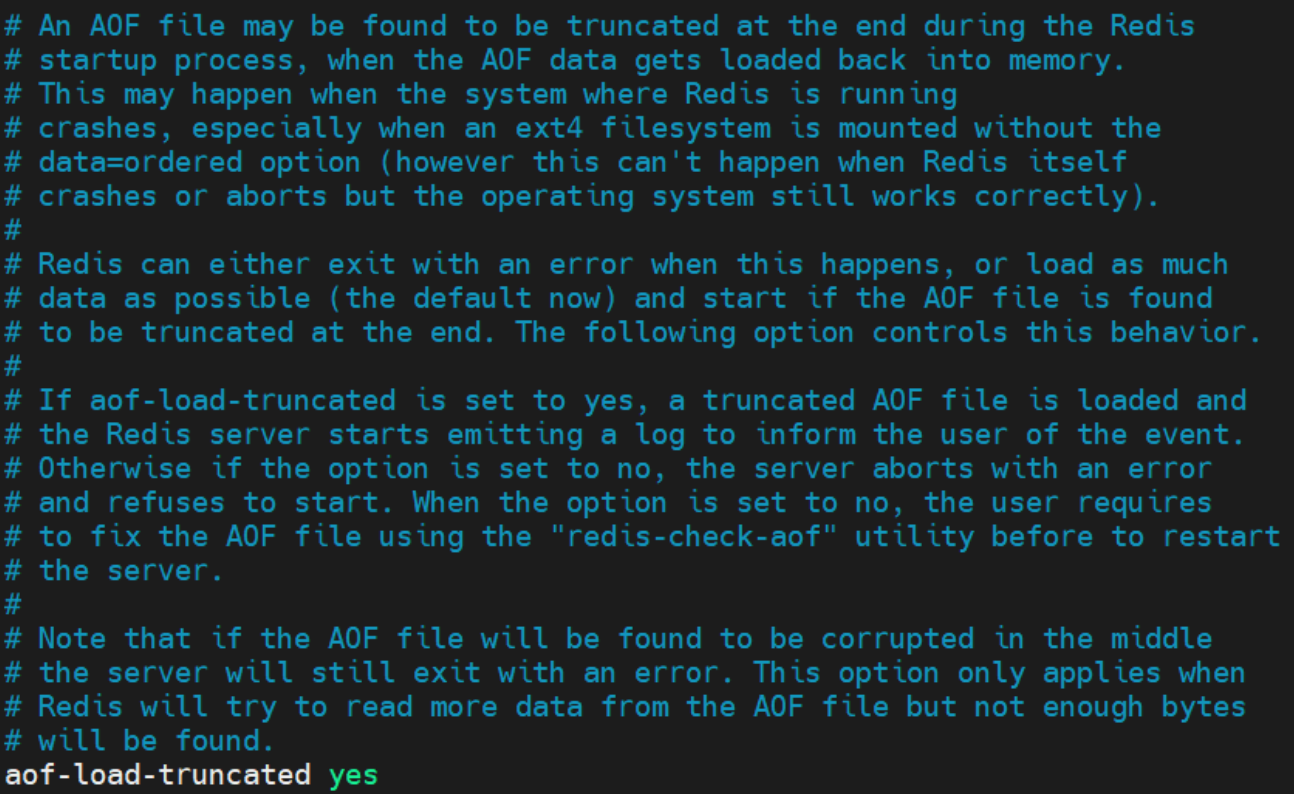 # An AOF file may be found to be truncated at the end during the Redis
# startup process, when the AOF data gets loaded back into memory.
# This may happen when the system where Redis is running
# crashes, especially when an ext4 filesystem is mounted without the
# data=ordered option (however this can't happen when Redis itself
# crashes or aborts but the operating system still works correctly).
#
# Redis can either exit with an error when this happens, or load as much
# data as possible (the default now) and start if the AOF file is found
# to be truncated at the end. The following option controls this behavior.
#
# If aof-load-truncated is set to yes, a truncated AOF file is loaded and
# the Redis server starts emitting a log to inform the user of the event.
# Otherwise if the option is set to no, the server aborts with an error
# and refuses to start. When the option is set to no, the user requires
# to fix the AOF file using the "redis-check-aof" utility before to restart
# the server.
#
# Note that if the AOF file will be found to be corrupted in the middle
# the server will still exit with an error. This option only applies when
# Redis will try to read more data from the AOF file but not enough bytes
# will be found.
aof-load-truncated yes